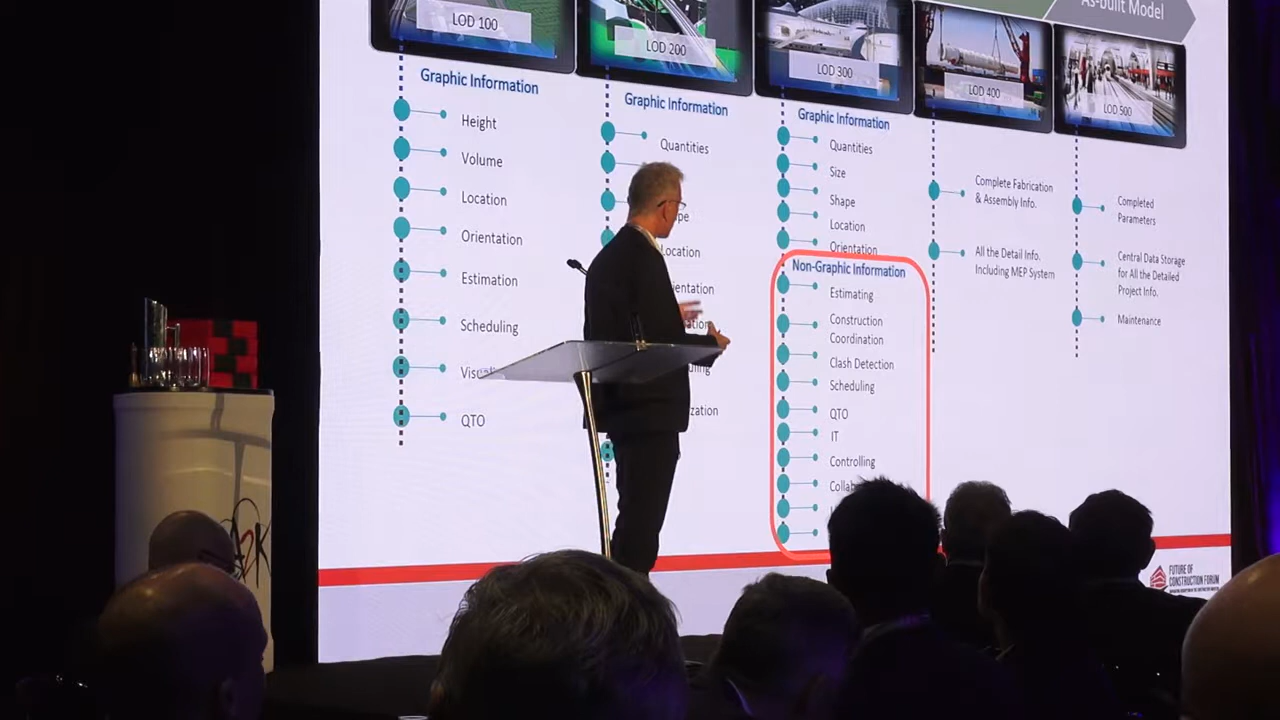 As-built Model
LOD 100
LOD 200
LOD 300
LOD 400
LOD 500
Graphic Information
Height
Volume
Location
Orientation
Estimation
Scheduling
QTO
Graphic Information
Quantities
Location
Graphic Information
Quantities
Size
Shape
Location
Orientation
Non-Graphic Information
Estimating
Construction
Coordination
Clash Detection
Scheduling
QTO
IT
Controlling
Complete Fabrication
& Assembly Info.
All the Detail Info.
Including MEP System
Completed
Parameters
Central Data Storage
for All the Detailed
Project Info.
Maintenance
FUTURE OF
CONSTRUCTION FORUM